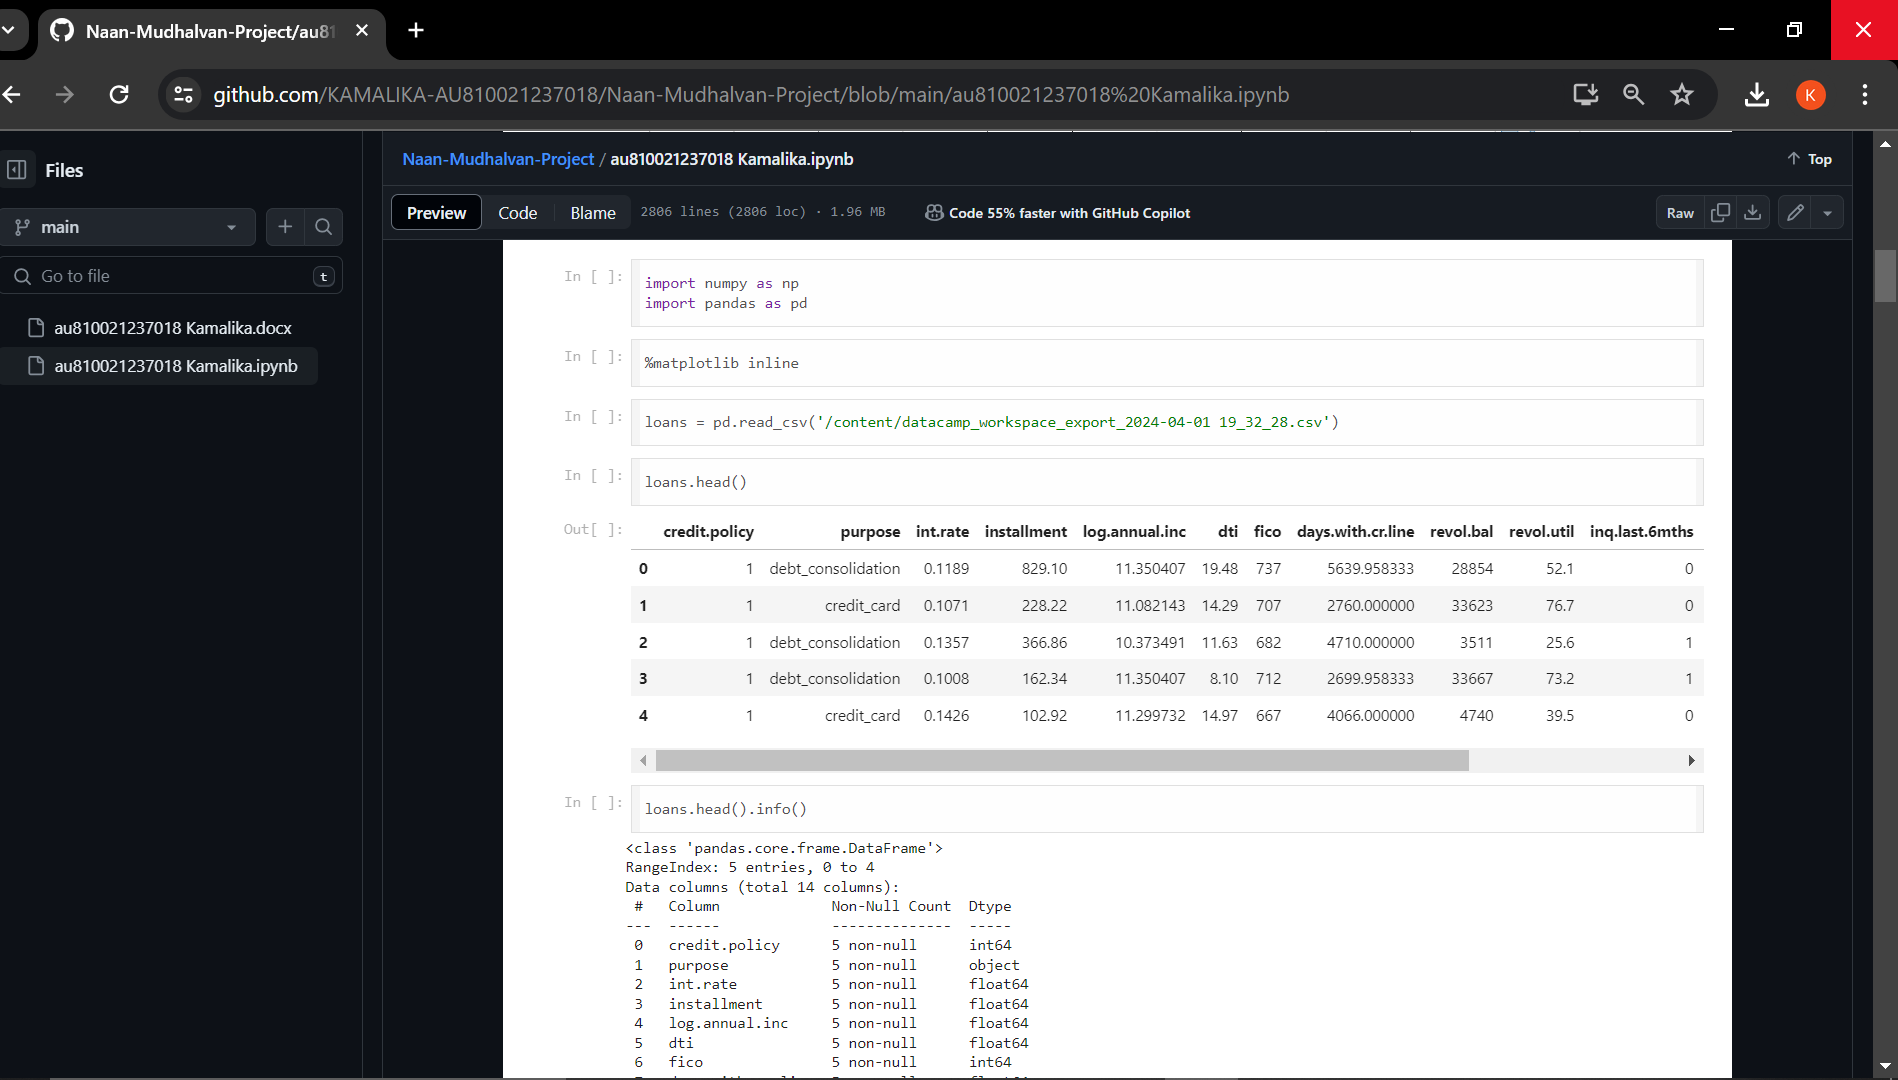 Naan-Mudhalvan-Project/au81
github.com/KAMALIKA-AU810021237018/Naan-Mudhalvan-Project/blob/main/au810021237018%20Kamalika.ipynb
K
Files
main
Go to file
t
au810021237018 Kamalika.docx
au810021237018 Kamalika.ipynb
Naan-Mudhalvan-Project / au810021237018 Kamalika.ipynb
Top
Preview Code Blame 2806 lines (2806 loc) · 1.96 MB Code 55% faster with GitHub Copilot Raw
In [ ]: import numpy as np
import pandas as pd
In [ ]: %matplotlib inline
In [ ]: loans = pd.read_csv('/content/datacamp_workspace_export_2024-04-01 19_32_28.csv')
In [ ]: loans.head()
Out[ ]: credit.policy purpose int.rate installment log.annual.inc dti fico days.with.cr.line revol.bal revol.util inq.last.6mths
0 1 debt_consolidation 0.1189 829.10 11.350407 19.48 737 5639.958333 28854 52.1 0
1 1 credit_card 0.1071 228.22 11.082143 14.29 707 2760.000000 33623 76.7 0
2 1 debt_consolidation 0.1357 366.86 10.373491 11.63 682 4710.000000 3511 25.6 1
3 1 debt_consolidation 0.1008 162.34 11.350407 8.10 712 2699.958333 33667 73.2 1
4 1 credit_card 0.1426 102.92 11.299732 14.97 667 4066.000000 4740 39.5 0
In [ ]: loans.head().info()
<class 'pandas.core.frame.DataFrame'>
RangeIndex: 5 entries, 0 to 4
Data columns (total 14 columns):
# Column Non-Null Count Dtype
--- ------ -------------- -----
0 credit.policy 5 non-null int64
1 purpose 5 non-null object
2 int.rate 5 non-null float64
3 installment 5 non-null float64
4 log.annual.inc 5 non-null float64
5 dti 5 non-null float64
6 fico 5 non-null int64